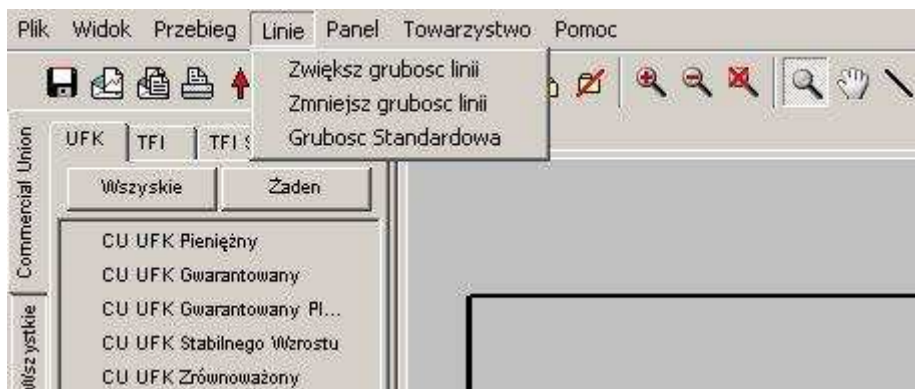 Plik Widok Przebieg Linie Panel Towarzystwo Pomoc
Zwiększ grubosc linii
Zmniejsz grubosc linii
Grubosc Standardowa
UFK TFI TFI
Wszyskie Żaden
CU UFK Pieniężny
CU UFK Gwarantowany
CU UFK Gwarantowany Pl...
CU UFK Stabilnego Wzrostu
CU UFK Zrównoważony
Commercial Union
Wszystkie